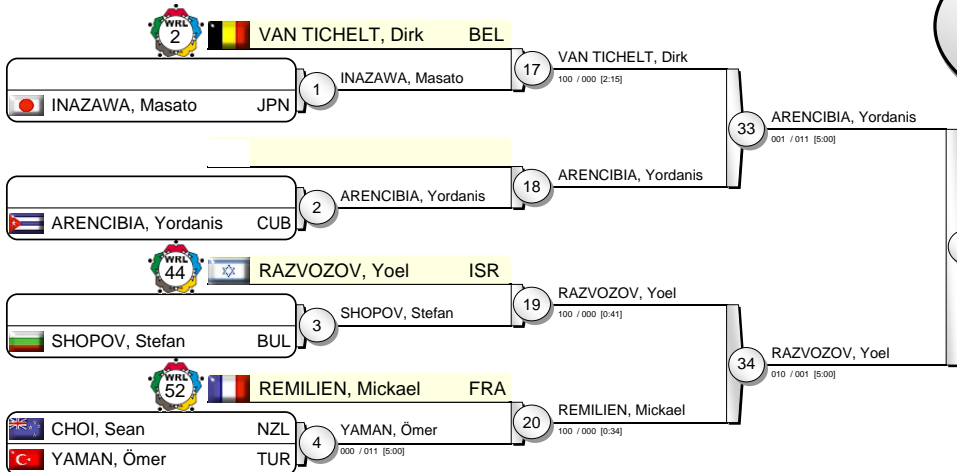 WRL
2
VAN TICHELT, Dirk BEL
INAZAWA, Masato JPN
1
INAZAWA, Masato
17
VAN TICHELT, Dirk
100 / 000 [2:15]
33
ARENCIBIA, Yordanis
001 / 011 [5:00]
ARENCIBIA, Yordanis CUB
2
ARENCIBIA, Yordanis
18
ARENCIBIA, Yordanis
WRL
44
RAZVOZOV, Yoel ISR
SHOPOV, Stefan BUL
3
SHOPOV, Stefan
19
RAZVOZOV, Yoel
100 / 000 [0:41]
34
RAZVOZOV, Yoel
010 / 001 [5:00]
WRL
52
REMILIEN, Mickael FRA
CHOI, Sean NZL
YAMAN, Ömer TUR
4
YAMAN, Ömer
000 / 011 [5:00]
20
REMILIEN, Mickael
100 / 000 [0:34]